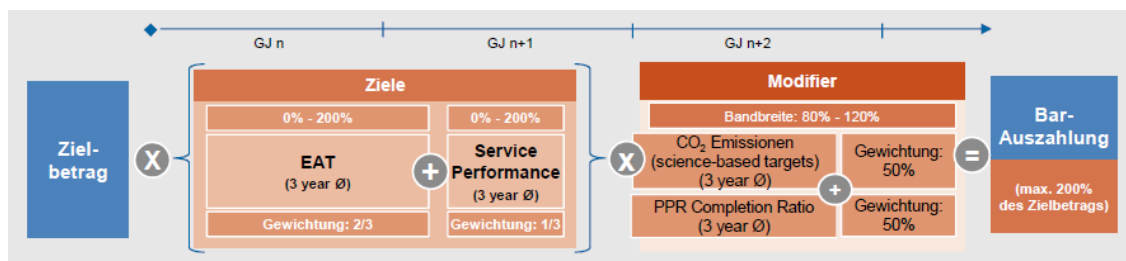 GJ n
GJ n+1
GJ n+2
Ziel-
betrag
X
Ziele
0% - 200%
EAT
(3 year Ø)
Gewichtung: 2/3
+
0% - 200%
Service
Performance
(3 year Ø)
Gewichtung: 1/3
X
Modifier
Bandbreite: 80% - 120%
CO₂ Emissionen
(science-based targets)
(3 year Ø)
Gewichtung:
50%
+
PPR Completion Ratio
(3 year Ø)
Gewichtung:
50%
=
Bar-
Auszahlung
(max. 200%
des Zielbetrags)